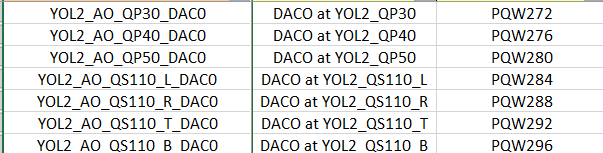 YOL2_AO_QP30_DAC0 DACO at YOL2_QP30 PQW272
YOL2_AO_QP40_DAC0 DACO at YOL2_QP40 PQW276
YOL2_AO_QP50_DAC0 DACO at YOL2_QP50 PQW280
YOL2_AO_QS110_L_DAC0 DACO at YOL2_QS110_L PQW284
YOL2_AO_QS110_R_DAC0 DACO at YOL2_QS110_R PQW288
YOL2_AO_QS110_T_DAC0 DACO at YOL2_QS110_T PQW292
YOL2_AO_QS110_B_DAC0 DACO at YOL2_QS110_B PQW296